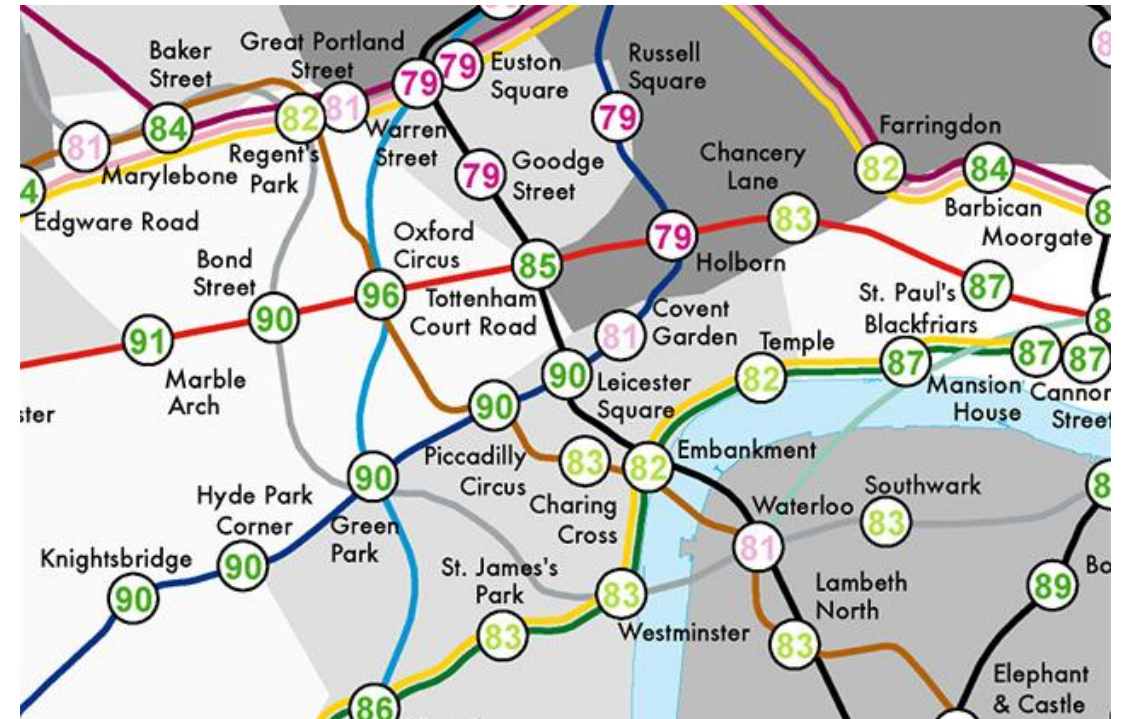 Baker
Street
Great Portland
Street
79
Euston
Square
79
Russell
Square
81
82
84
81
79
Warren
Street
Farringdon
82
84
Barbican
Moorgate
Marylebone
Regent's
Park
Edgware Road
79
Goodge
Street
Chancery
Lane
83
79
Holborn
Oxford
Circus
85
Bond
Street
96
Tottenham
Court Road
87
St. Paul's
90
91
Marble
Arch
81
Covent
Garden
Temple
82
Blackfriars
87
87
87
Mansion
House
Street
90
Leicester
Square
90
Piccadilly
Circus
83
Charing
Cross
82
Embankment
90
Hyde Park
Corner
Green
Park
Waterloo
81
Southwark
83
Knightsbridge
90
90
St. James's
Park
83
83
Westminster
Lambeth
North
83
89
Elephant
& Castle
86